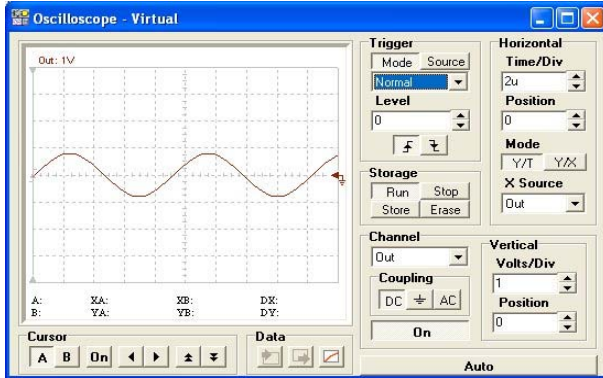 Oscilloscope - Virtual
Out: 1V
A: XA: XB: DX:
B: YA: YB: DY:
Cursor
A B On
Data
Trigger
Mode Source
Normal
Level
0
Storage
Run Stop
Store Erase
Horizontal
Time/Div
2u
Position
0
Mode
Y/T Y/X
X Source
Out
Channel
Out
Coupling
DC AC
On
Vertical
Volts/Div
1
Position
0
Auto